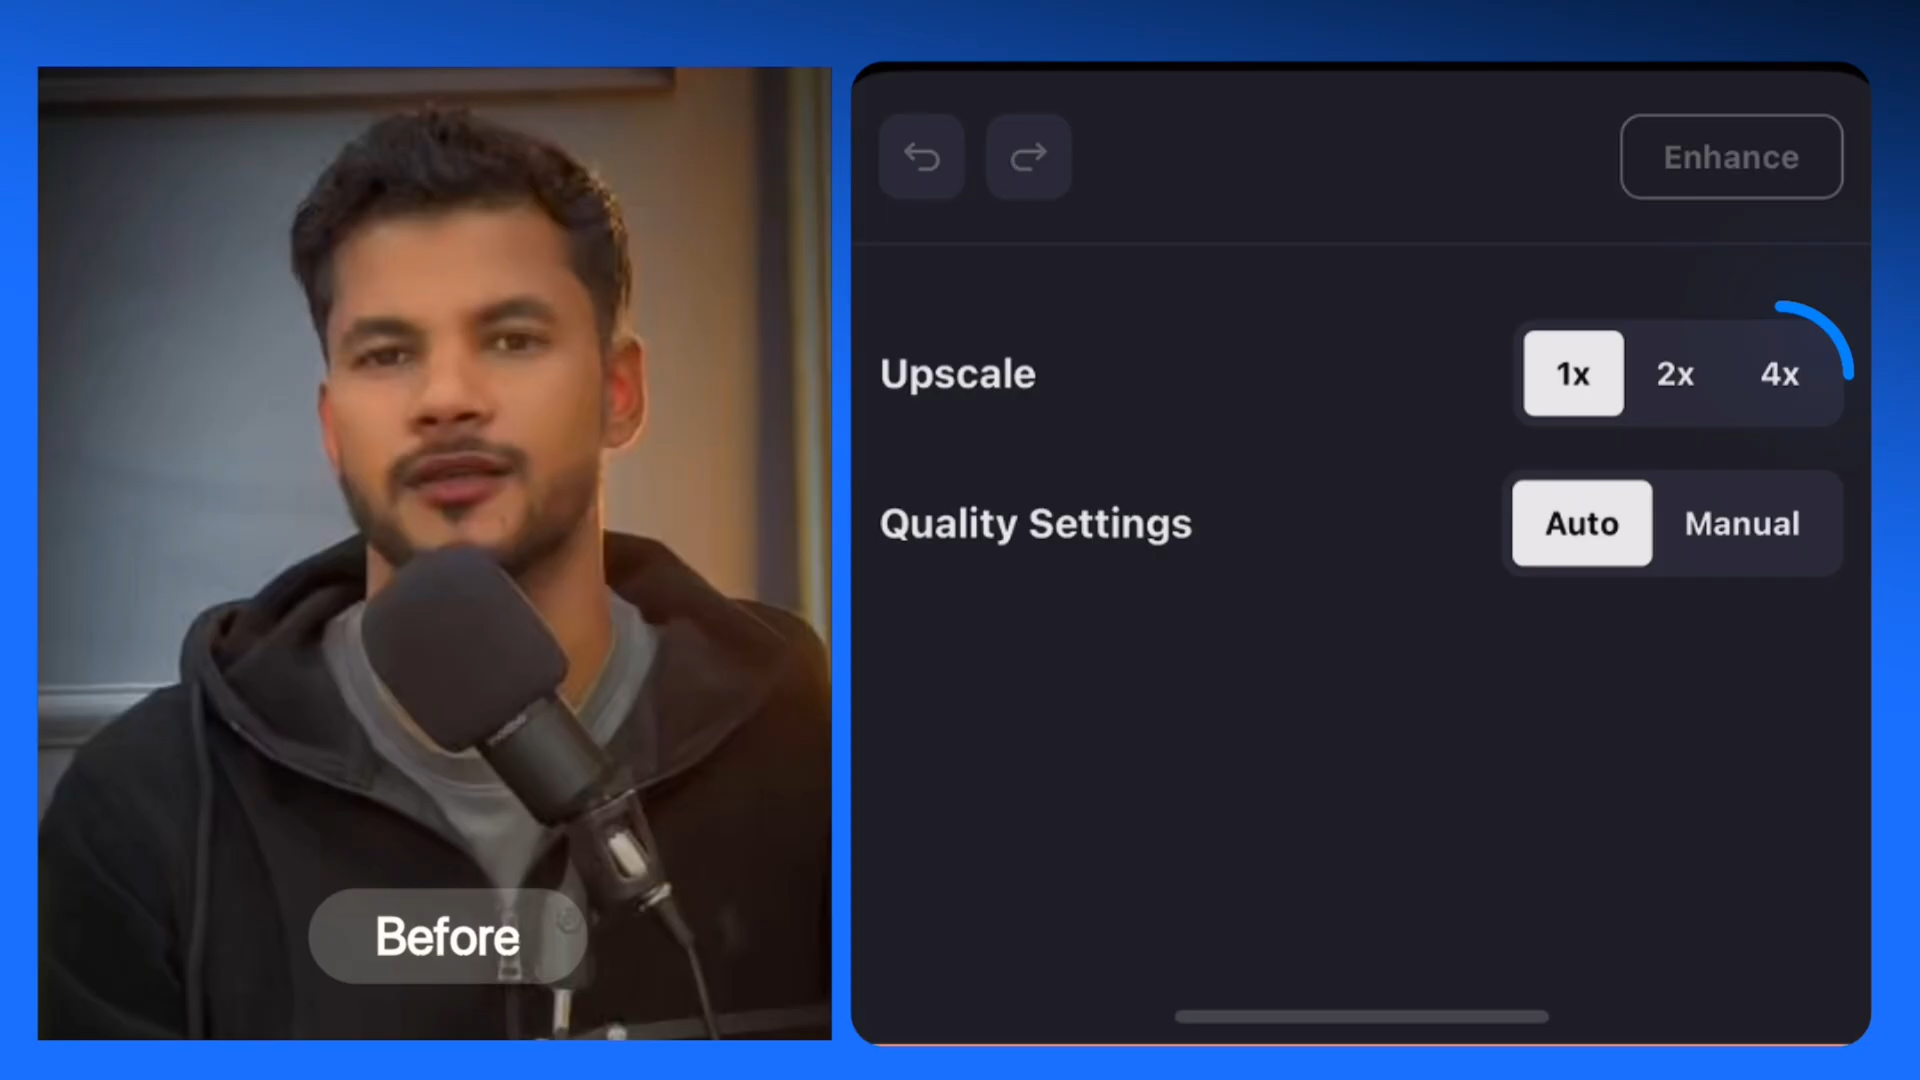 Enhance
Upscale
1x 2x 4x
Quality Settings
Auto Manual
Before